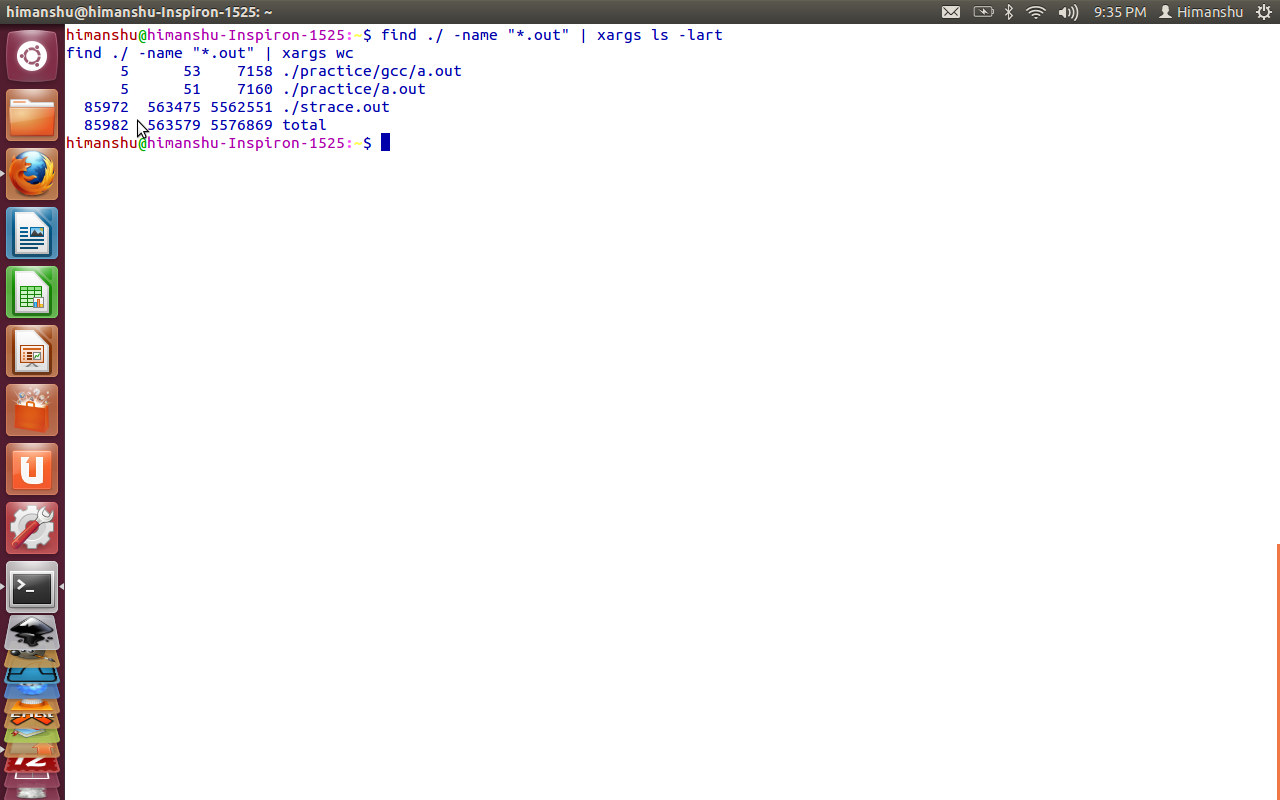 himanshu@himanshu-Inspiron-1525: ~
9:35 PM
Himanshu
himanshu@himanshu-Inspiron-1525:~$ find ./ -name "*.out" | xargs ls -lart
find ./ -name "*.out" | xargs wc
5 53 7158 ./practice/gcc/a.out
5 51 7160 ./practice/a.out
85972 563475 5562551 ./strace.out
85982 563579 5576869 total
himanshu@himanshu-Inspiron-1525:~$
U
>_